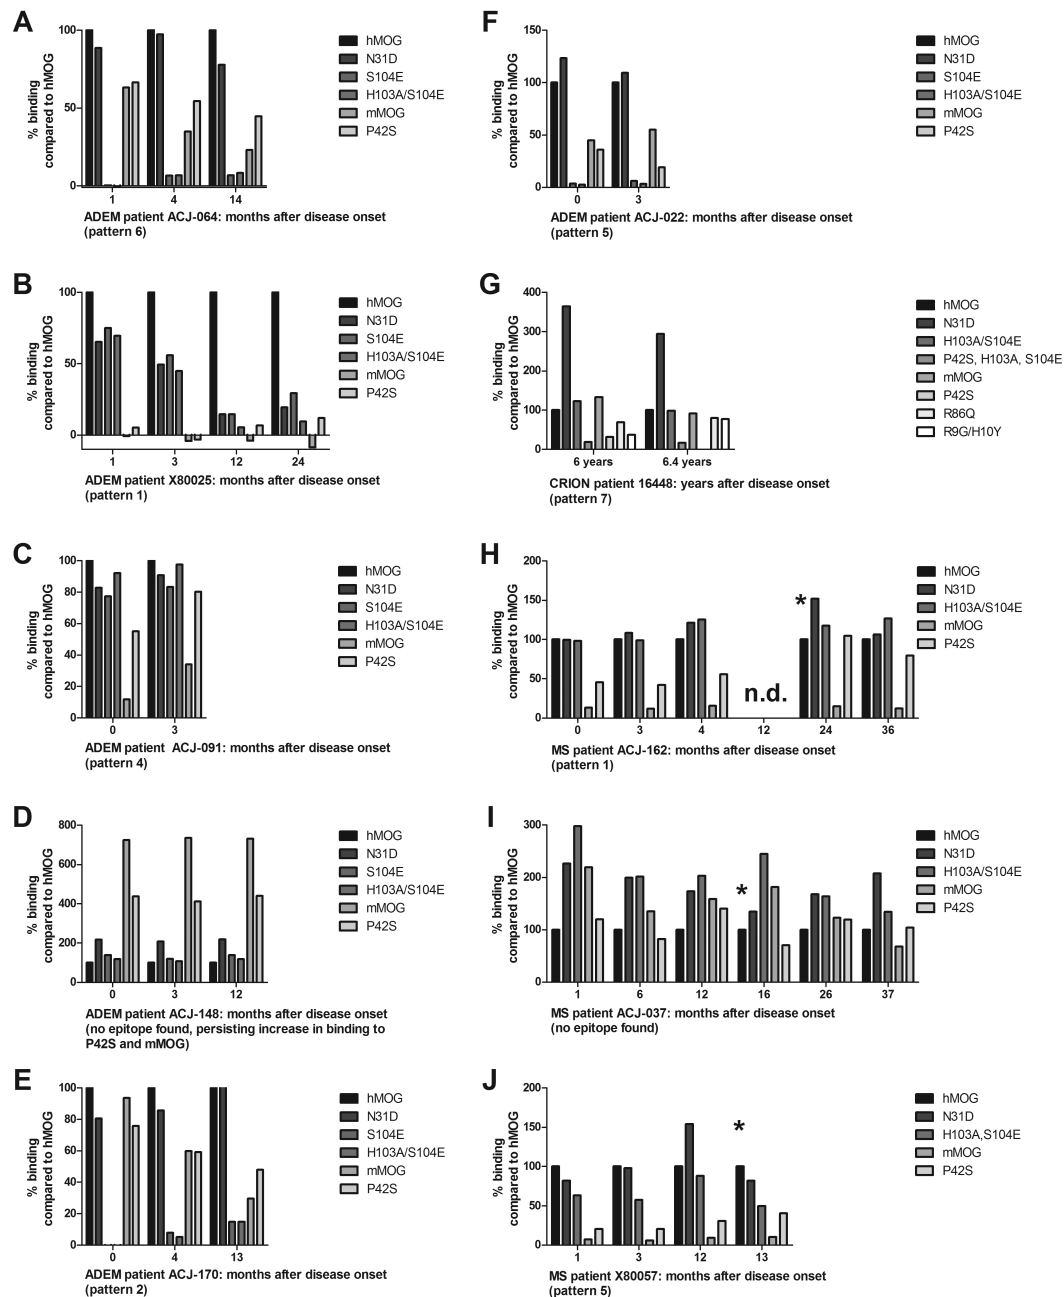 A
% binding
compared to hMOG
100
50
0
1
4
14
hMOG
N31D
S104E
H103A/S104E
mMOG
P42S
ADEM patient ACJ-064: months after disease onset
(pattern 6)
B
% binding
compared to hMOG
100
50
0
1
3
12
24
hMOG
N31D
S104E
H103A/S104E
mMOG
P42S
ADEM patient X80025: months after disease onset
(pattern 1)
C
% binding
compared to hMOG
100
80
60
40
20
0
0
3
hMOG
N31D
S104E
H103A/S104E
mMOG
P42S
ADEM patient ACJ-091: months after disease onset
(pattern 4)
D
% binding
compared to hMOG
800
600
400
200
0
0
3
12
hMOG
N31D
S104E
H103A/S104E
mMOG
P42S
ADEM patient ACJ-148: months after disease onset
(no epitope found, persisting increase in binding to
P42S and mMOG)
E
% binding
compared to hMOG
100
80
60
40
20
0
0
4
13
hMOG
N31D
S104E
H103A/S104E
mMOG
P42S
ADEM patient ACJ-170: months after disease onset
(pattern 2)
F
% binding
compared to hMOG
150
100
50
0
0
3
hMOG
N31D
S104E
H103A/S104E
mMOG
P42S
ADEM patient ACJ-022: months after disease onset
(pattern 5)
G
% binding
compared to hMOG
400
300
200
100
0
6 years
6.4 years
hMOG
N31D
H103A/S104E
P42S, H103A, S104E
mMOG
P42S
R86Q
R9G/H10Y
CRION patient 16448: years after disease onset
(pattern 7)
H
% binding
compared to hMOG
200
150
100
50
0
*
n.d.
0
3
4
12
24
36
hMOG
N31D
H103A/S104E
mMOG
P42S
MS patient ACJ-162: months after disease onset
(pattern 1)
I
% binding
compared to hMOG
300
200
100
0
*
1
6
12
16
26
37
hMOG
N31D
H103A/S104E
mMOG
P42S
MS patient ACJ-037: months after disease onset
(no epitope found)
J
% binding
compared to hMOG
200
150
100
50
0
*
1
3
12
13
hMOG
N31D
H103A,S104E
mMOG
P42S
MS patient X80057: months after disease onset
(pattern 5)